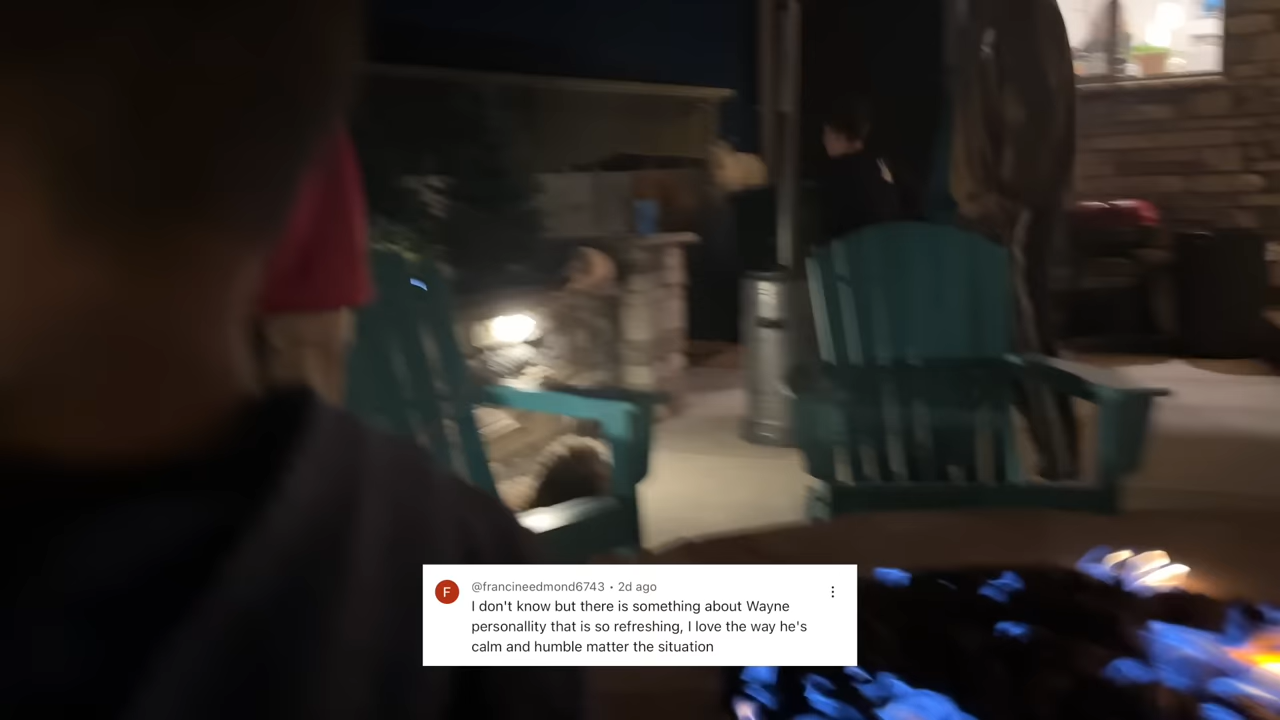 F
@francineedmond6743 • 2d ago
I don't know but there is something about Wayne
personallity that is so refreshing, I love the way he's
calm and humble matter the situation